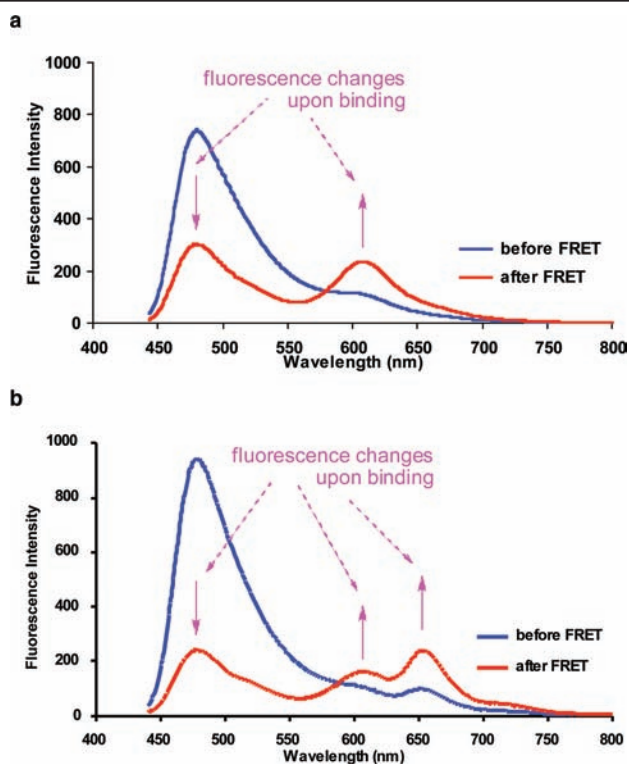 a
1000
800
600
400
200
0
Fluorescence Intensity
fluorescence changes
upon binding
before FRET
after FRET
400 450 500 550 600 650 700 750 800
Wavelength (nm)
b
1000
800
600
400
200
0
Fluorescence Intensity
fluorescence changes
upon binding
before FRET
after FRET
400 450 500 550 600 650 700 750 800
Wavelength (nm)